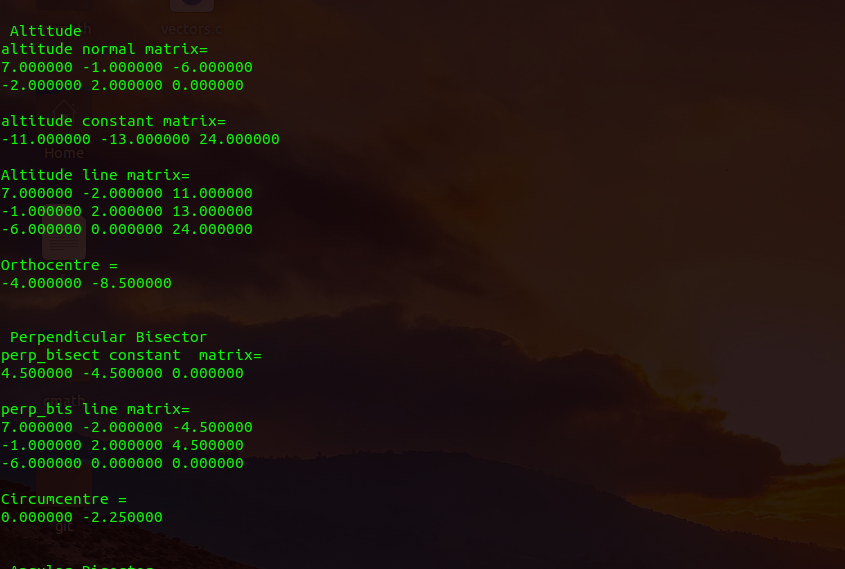 vectors.c
Altitude
altitude normal matrix=
7.000000 -1.000000 -6.000000
-2.000000 2.000000 0.000000
altitude constant matrix=
-11.000000 -13.000000 24.000000
Home
Altitude line matrix=
7.000000 -2.000000 11.000000
-1.000000 2.000000 13.000000
-6.000000 0.000000 24.000000
Orthocentre =
-4.000000 -8.500000
Perpendicular Bisector
perp_bisect constant  matrix=
4.500000 -4.500000 0.000000
cmath
perp_bis line matrix=
7.000000 -2.000000 -4.500000
-1.000000 2.000000 4.500000
-6.000000 0.000000 0.000000
Circumcentre =
0.000000 -2.250000
git